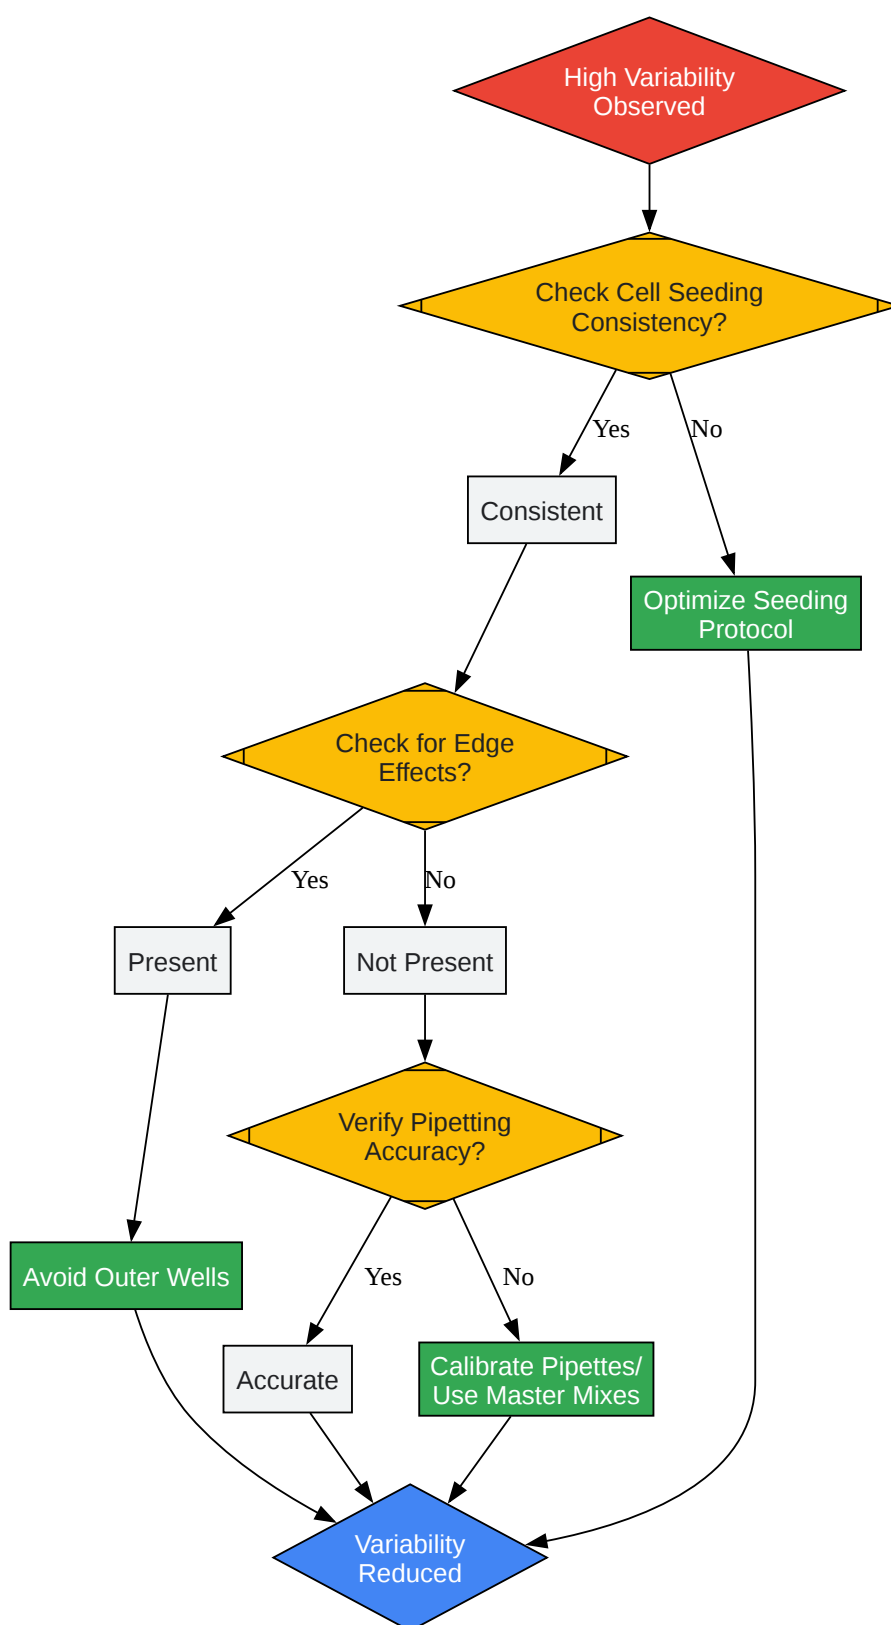 High Variability
Observed
Check Cell Seeding
Consistency?
Yes
No
Consistent
Optimize Seeding
Protocol
Check for Edge
Effects?
Yes
No
Present
Not Present
Verify Pipetting
Accuracy?
Avoid Outer Wells
Yes
No
Accurate
Calibrate Pipettes/
Use Master Mixes
Variability
Reduced